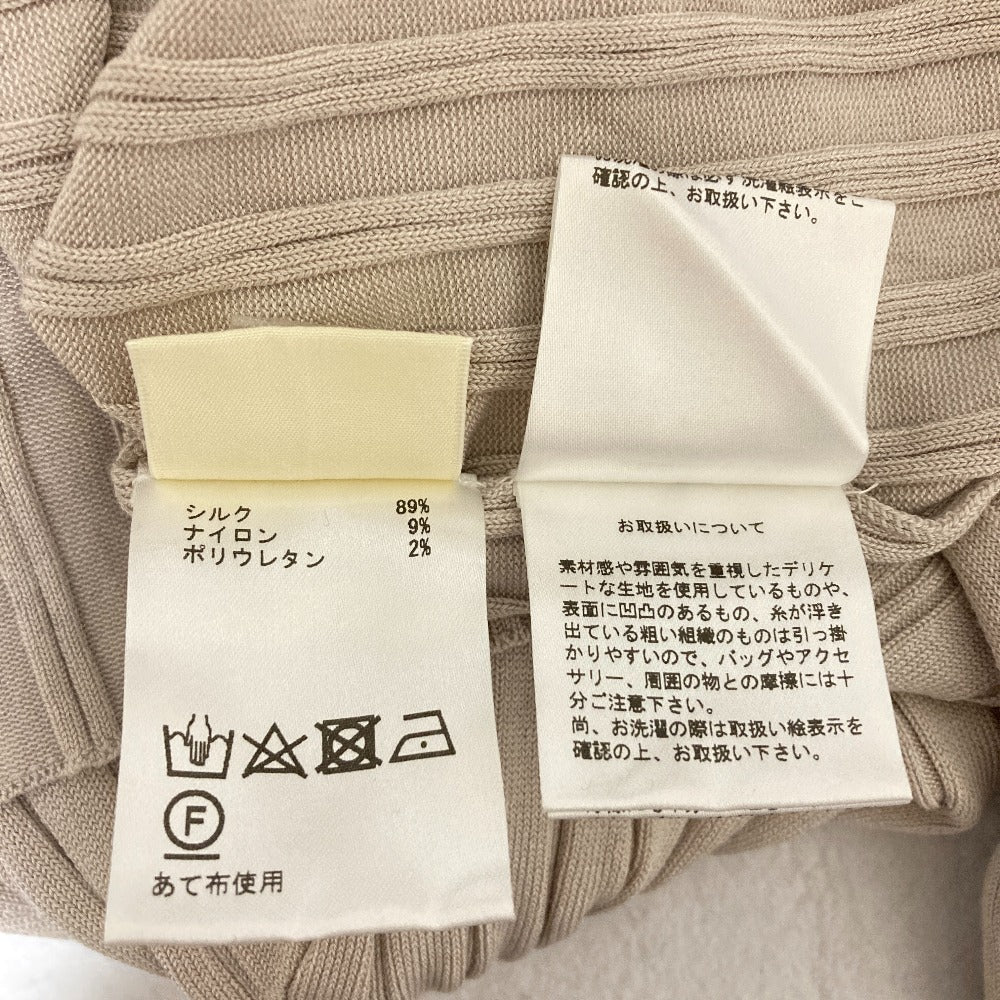 シルク 89%
ナイロン 9%
ポリウレタン 2%
F
あて布使用
確認の上、お取扱い下さい。
お取扱いについて
素材感や雰囲気を重視したデリケ
ートな生地を使用しているものや、
表面に凹凸のあるもの、糸が浮き
出ている粗い組織のものは引っ掛
かりやすいので、バッグやアクセ
サリー、周囲の物との摩擦には十
分ご注意下さい。
尚、お洗濯の際は取扱い絵表示を
確認の上、お取扱い下さい。